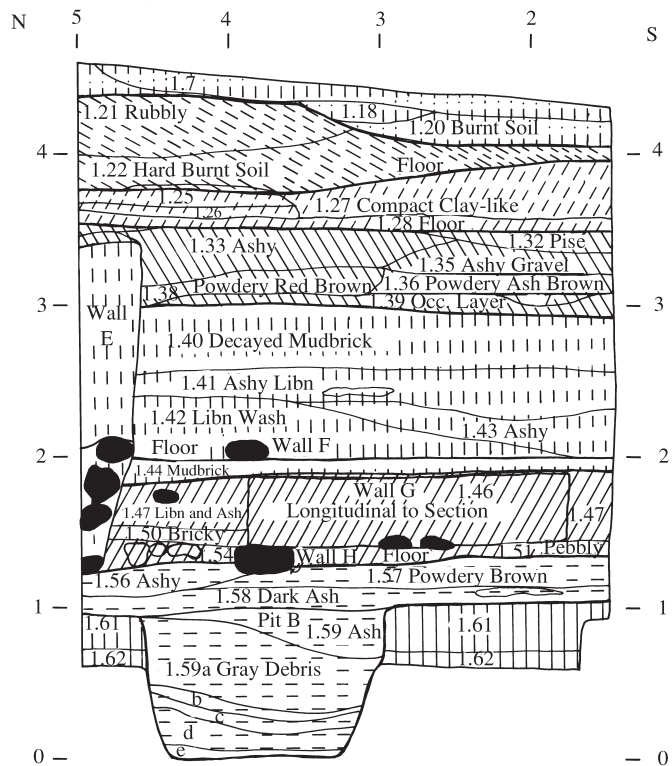 N 5 4 3 2 S
1.7
1.21 Rubbly 1.18
1.20 Burnt Soil
4 4
1.22 Hard Burnt Soil Floor
1.25
1.26 1.27 Compact Clay-like
1.28 Floor
1.33 Ashy 1.32 Pise
1.35 Ashy Gravel
1.38 Powdery Red Brown 1.36 Powdery Ash Brown
3 1.39 Occ. Layer 3
Wall
E
1.40 Decayed Mudbrick
1.41 Ashy Libn
1.42 Libn Wash
1.43 Ashy
Floor Wall F
2 2
1.44 Mudbrick
Wall G 1.46
1.47 Libn and Ash Longitudinal to Section 1.47
1.50 Bricky
1.54 Wall H Floor 1.51 Pebbly
1.56 Ashy 1.57 Powdery Brown
1.58 Dark Ash
1 1
1.61 Pit B 1.59 Ash 1.61
1.62 1.62
1.59a Gray Debris
b
c
d
e
0 0